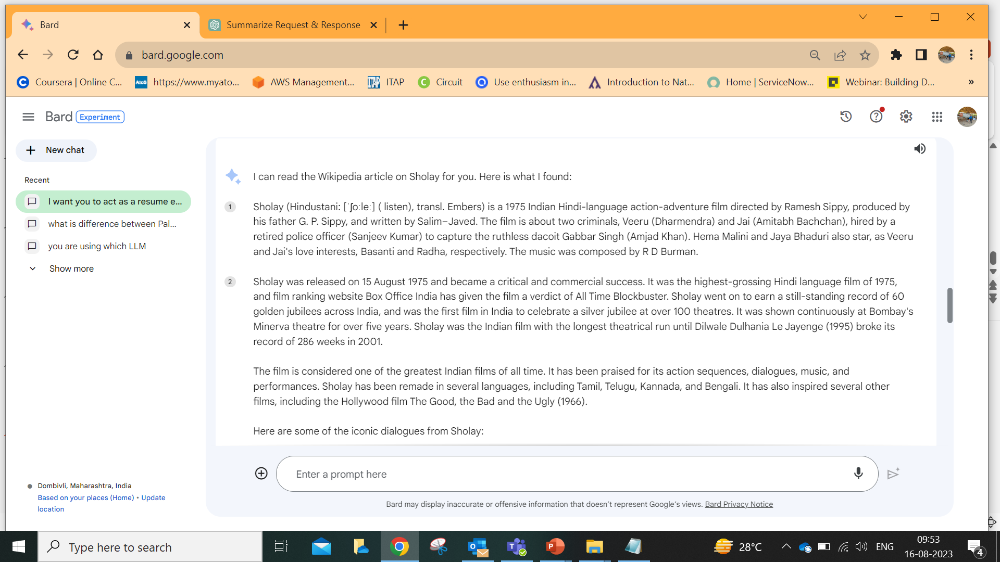 Bard
Summarize Request & Response
bard.google.com
Coursera | Online C...
AtoS
https://www.myato...
AWS Management...
ITAP
Circuit
Use enthusiasm in...
Introduction to Nat...
Home | ServiceNow...
Webinar: Building D...
»
Bard Experiment
New chat
Recent
I want you to act as a resume e...
what is difference between Pal...
you are using which LLM
Show more
I can read the Wikipedia article on Sholay for you. Here is what I found:
1
Sholay (Hindustani: [ˈʃoːleː] ( listen), transl. Embers) is a 1975 Indian Hindi-language action-adventure film directed by Ramesh Sippy, produced by
his father G. P. Sippy, and written by Salim–Javed. The film is about two criminals, Veeru (Dharmendra) and Jai (Amitabh Bachchan), hired by a
retired police officer (Sanjeev Kumar) to capture the ruthless dacoit Gabbar Singh (Amjad Khan). Hema Malini and Jaya Bhaduri also star, as Veeru
and Jai's love interests, Basanti and Radha, respectively. The music was composed by R D Burman.
2
Sholay was released on 15 August 1975 and became a critical and commercial success. It was the highest-grossing Hindi language film of 1975,
and film ranking website Box Office India has given the film a verdict of All Time Blockbuster. Sholay went on to earn a still-standing record of 60
golden jubilees across India, and was the first film in India to celebrate a silver jubilee at over 100 theatres. It was shown continuously at Bombay's
Minerva theatre for over five years. Sholay was the Indian film with the longest theatrical run until Dilwale Dulhania Le Jayenge (1995) broke its
record of 286 weeks in 2001.
The film is considered one of the greatest Indian films of all time. It has been praised for its action sequences, dialogues, music, and
performances. Sholay has been remade in several languages, including Tamil, Telugu, Kannada, and Bengali. It has also inspired several other
films, including the Hollywood film The Good, the Bad and the Ugly (1966).
Here are some of the iconic dialogues from Sholay:
Enter a prompt here
Bard may display inaccurate or offensive information that doesn't represent Google's views. Bard Privacy Notice
Dombivli, Maharashtra, India
Based on your places (Home) • Update
location
Type here to search
28°C
ENG
09:53
16-08-2023
4